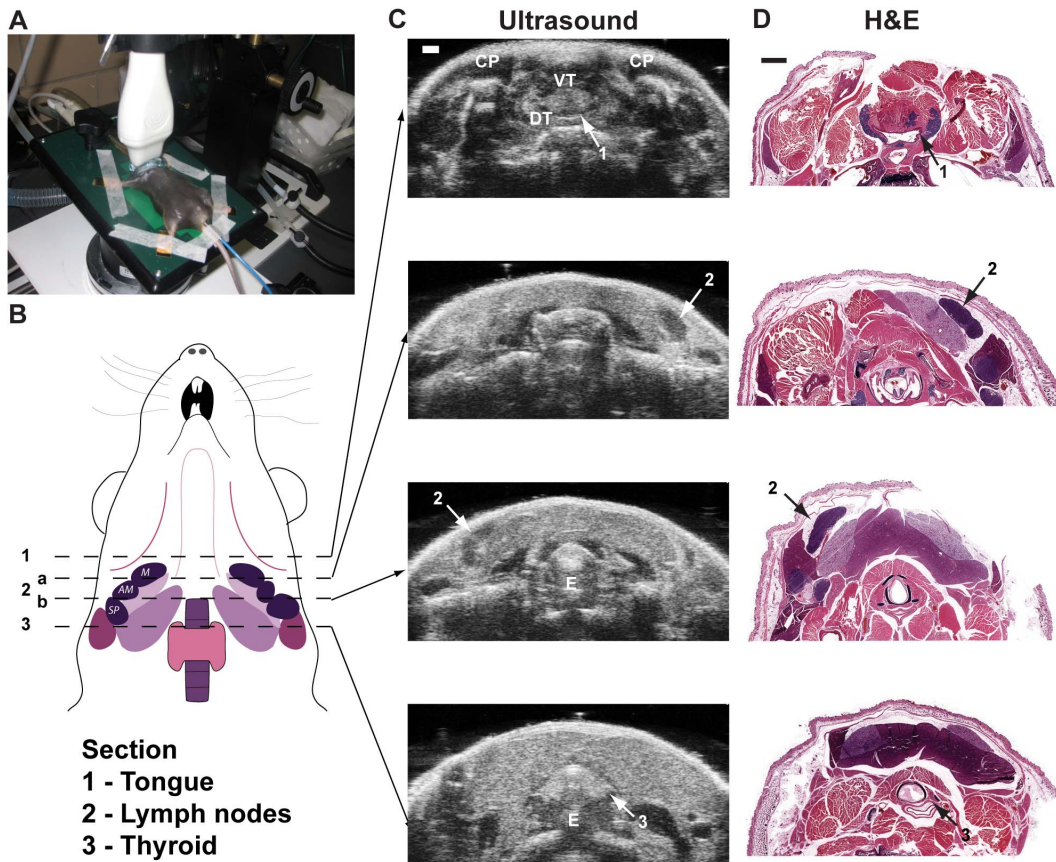 A
B
1
a
2
b
3
M
AM
SP
Section
1 - Tongue
2 - Lymph nodes
3 - Thyroid
C
Ultrasound
CP
CP
VT
DT
1
2
2
E
E
3
D
H&E
1
2
2
3